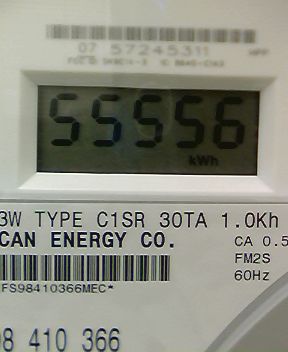 07 57245311
55556
kWh
3W TYPE C1SR 30TA 1.0Kh
CAN ENERGY CO.
CA 0.5
FM2S
60Hz
FS98410366MEC*
98 410 366